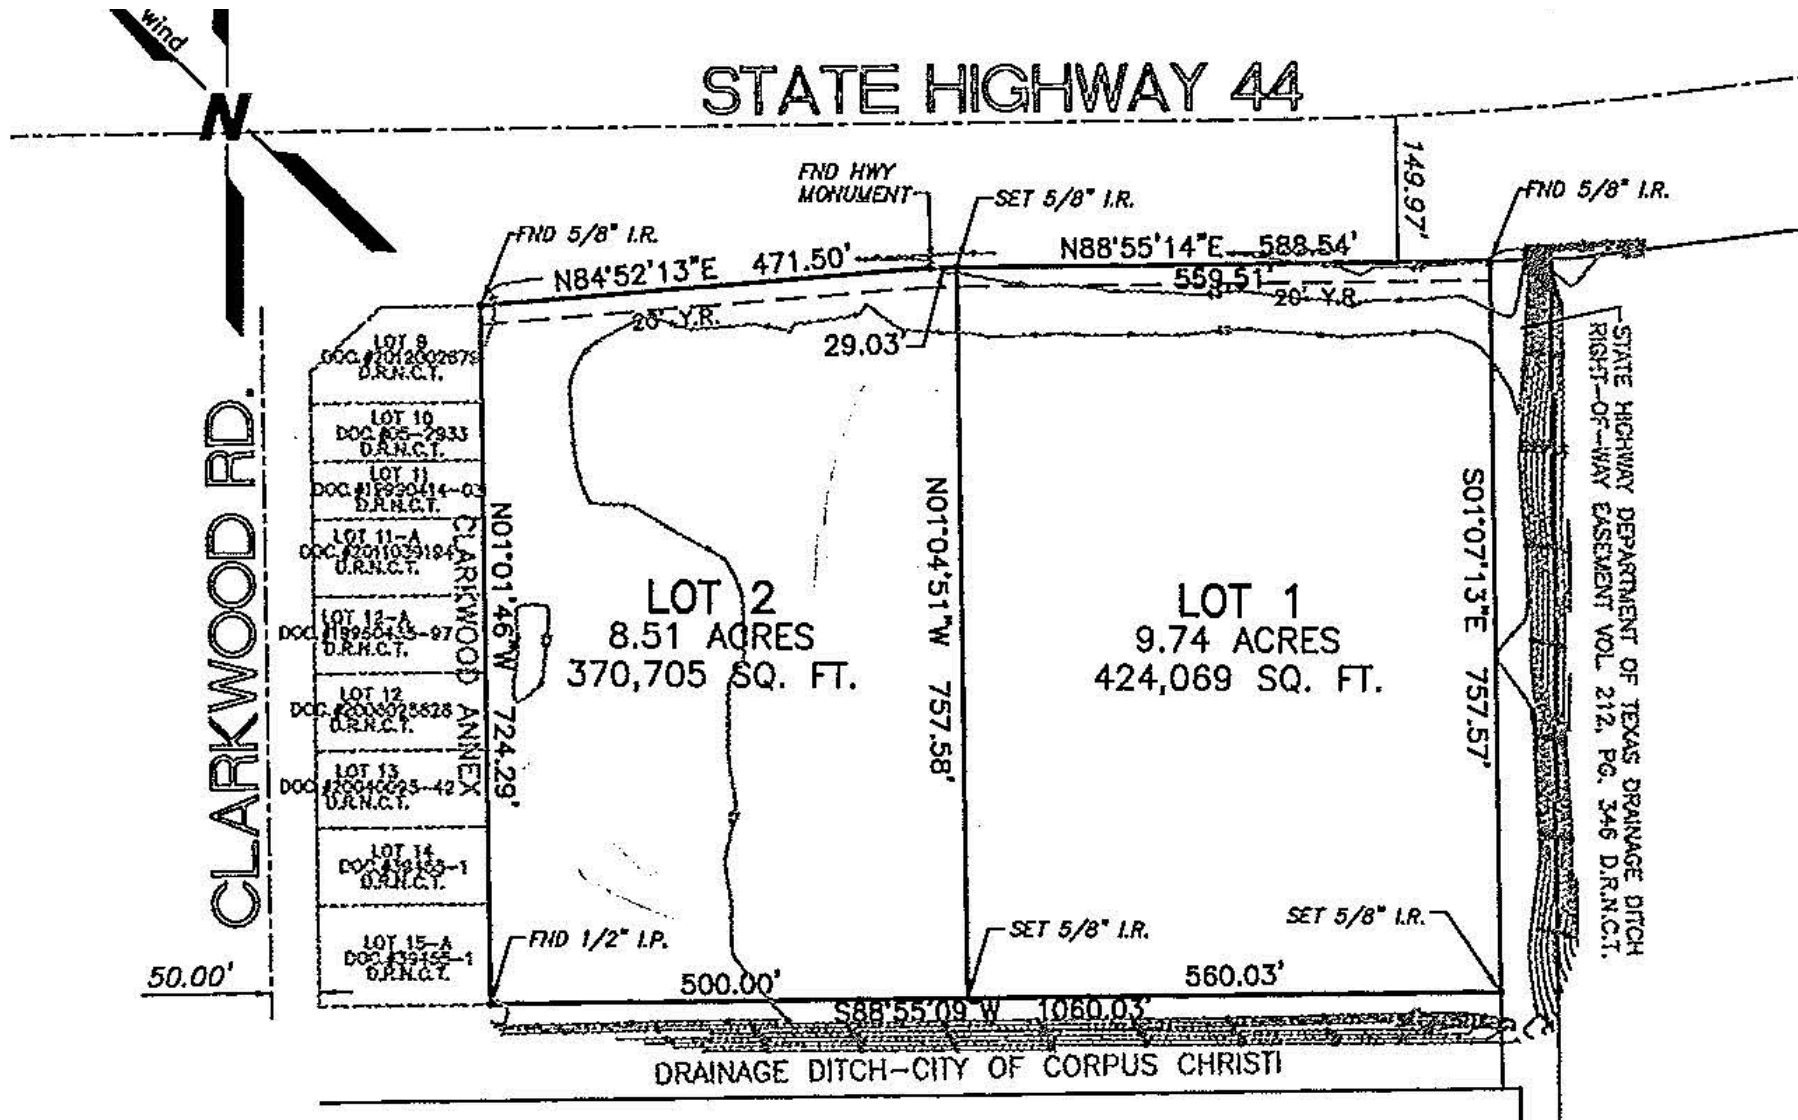 wind
N
STATE HIGHWAY 44
149.97'
FND HWY
MONUMENT
SET 5/8" I.R.
FND 5/8" I.R.
FND 5/8" I.R.
N84°52'13"E 471.50'
N88°55'14"E 588.54'
559.51'
20' Y.R.
20' Y.R.
29.03'
CLARKWOOD RD.
LOT 9
D.R.N.C.T.
LOT 10
D.R.N.C.T.
LOT 11
D.R.N.C.T.
LOT 11-A
D.R.N.C.T.
LOT 12-A
D.R.N.C.T.
LOT 12
D.R.N.C.T.
LOT 13
D.R.N.C.T.
LOT 14
D.R.N.C.T.
LOT 15-A
D.R.N.C.T.
CLARKWOOD ANNEX
N01°01'46"W 724.29'
LOT 2
8.51 ACRES
370,705 SQ. FT.
N01°04'51"W 757.58'
LOT 1
9.74 ACRES
424,069 SQ. FT.
S01°07'13"E 757.57'
STATE HIGHWAY DEPARTMENT OF TEXAS DRAINAGE DITCH
RIGHT-OF-WAY EASEMENT VOL. 212, PG. 346 D.R.N.C.T.
FND 1/2" I.P.
SET 5/8" I.R.
SET 5/8" I.R.
50.00'
500.00'
560.03'
S88°55'09"W 1060.03'
DRAINAGE DITCH-CITY OF CORPUS CHRISTI